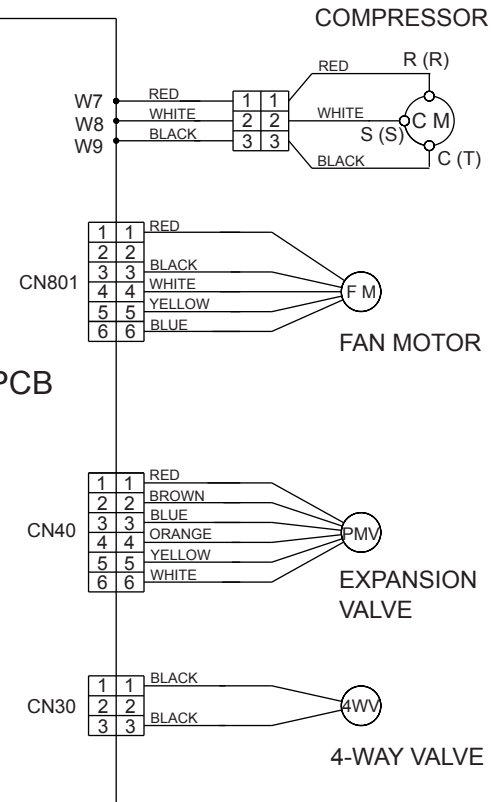 COMPRESSOR
RED R (R)
W7 RED 1 1
W8 WHITE 2 2 WHITE S (S) C M
W9 BLACK 3 3
BLACK C (T)
CN801
1 1 RED
2 2
3 3 BLACK
4 4 WHITE
5 5 YELLOW
6 6 BLUE
F M
FAN MOTOR
PCB
CN40
1 1 RED
2 2 BROWN
3 3 BLUE
4 4 ORANGE
5 5 YELLOW
6 6 WHITE
PMV
EXPANSION
VALVE
CN30
1 1 BLACK
2 2
3 3 BLACK
4WV
4-WAY VALVE